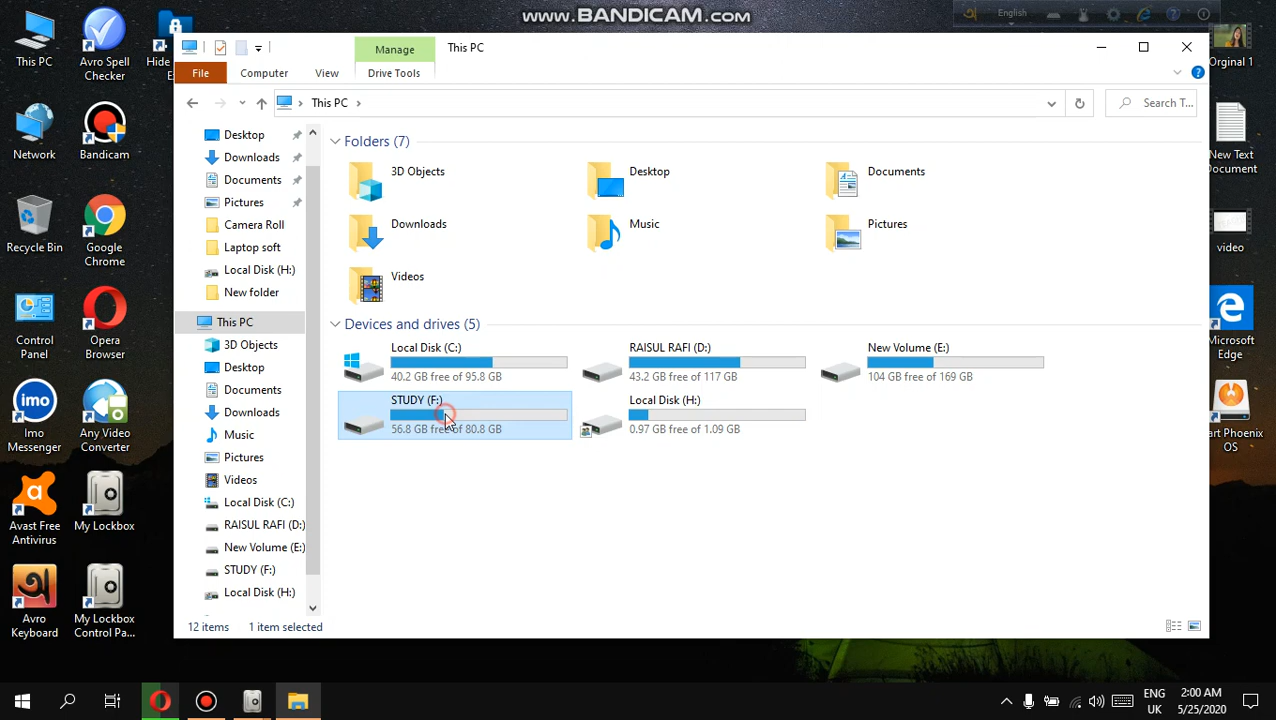 www.BANDICAM.com
English
This PC
Avro Spell
Checker
Hide
Manage
This PC
Orginal 1
File
Computer
View
Drive Tools
This PC
Search T...
Network
Bandicam
Desktop
Downloads
Documents
Pictures
Camera Roll
Laptop soft
Local Disk (H:)
New folder
This PC
3D Objects
Desktop
Documents
Downloads
Music
Pictures
Videos
Local Disk (C:)
RAISUL RAFI (D:)
New Volume (E:)
STUDY (F:)
Local Disk (H:)
Folders (7)
3D Objects
Desktop
Documents
Downloads
Music
Pictures
Videos
Devices and drives (5)
Local Disk (C:)
40.2 GB free of 95.8 GB
RAISUL RAFI (D:)
43.2 GB free of 117 GB
New Volume (E:)
104 GB free of 169 GB
STUDY (F:)
56.8 GB free of 80.8 GB
Local Disk (H:)
0.97 GB free of 1.09 GB
New Text
Document
video
Microsoft
Edge
art Phoenix
OS
Recycle Bin
Google
Chrome
Control
Panel
Opera
Browser
Imo
Messenger
Any Video
Converter
Avast Free
Antivirus
My Lockbox
Avro
Keyboard
My Lockbox
Control Pa...
12 items
1 item selected
ENG
UK
2:00 AM
5/25/2020